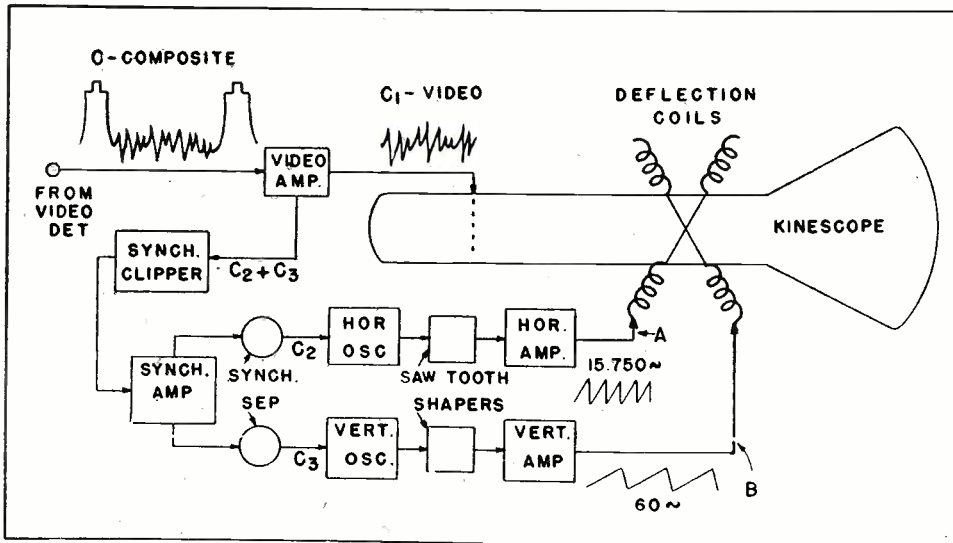 O-COMPOSITE
C1-VIDEO
DEFLECTION
COILS
FROM
VIDEO
DET
VIDEO
AMP.
KINESCOPE
SYNCH.
CLIPPER
C2+C3
SYNCH.
AMP
SYNCH.
SEP
C2
HOR
OSC
SAW TOOTH
SHAPERS
HOR.
AMP.
A
15.750~
C3
VERT.
OSC.
VERT.
AMP
60~
B